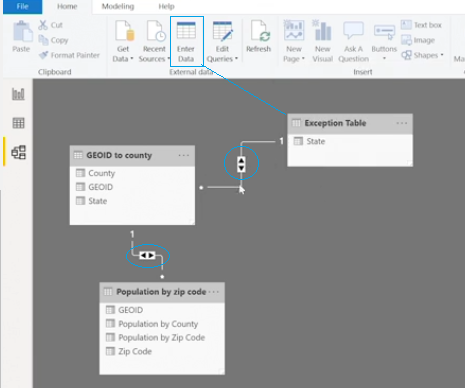 File Home Modeling Help
Paste
Cut
Copy
Format Painter
Clipboard
Get Data
Recent Sources
Enter Data
Edit Queries
Refresh
External data
New Page
New Visual
Ask A Question
Buttons
Text box
Image
Shapes
Insert
Ma
Exception Table
State
1
GEOID to county
County
GEOID
State
1
Population by zip code
GEOID
Population by County
Population by Zip Code
Zip Code